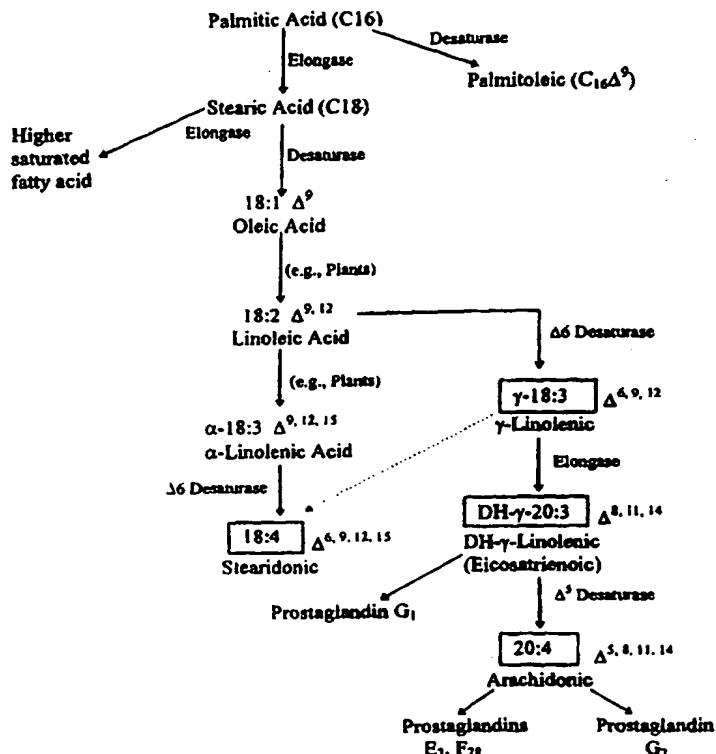 Palmitic Acid (C16)
Desaturase
Elongase
Palmitoleic (C₁₆Δ⁹)
Stearic Acid (C18)
Elongase
Higher
saturated
fatty acid
Desaturase
18:1 Δ⁹
Oleic Acid
(e.g., Plants)
18:2 Δ⁹, ¹²
Linoleic Acid
Δ6 Desaturase
(e.g., Plants)
γ-18:3 Δ⁶, ⁹, ¹²
γ-Linolenic
α-18:3 Δ⁹, ¹², ¹⁵
α-Linolenic Acid
Elongase
Δ6 Desaturase
DH-γ-20:3 Δ⁸, ¹¹, ¹⁴
DH-γ-Linolenic
(Eicosatrienoic)
18:4 Δ⁶, ⁹, ¹², ¹⁵
Stearidonic
Δ⁵ Desaturase
Prostaglandin G₁
20:4 Δ⁵, ⁸, ¹¹, ¹⁴
Arachidonic
Prostaglandins
Prostaglandin